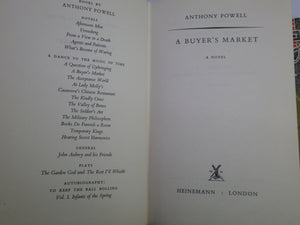 BOOKS BY
ANTHONY POWELL
NOVELS
Afternoon Men
Venusberg
From a View to a Death
Agents and Patients
What's Become of Waring
A DANCE TO THE MUSIC OF TIME
A Question of Upbringing
A Buyer's Market
The Acceptance World
At Lady Molly's
Casanova's Chinese Restaurant
The Kindly Ones
The Valley of Bones
The Soldier's Art
The Military Philosophers
Books Do Furnish a Room
Temporary Kings
Hearing Secret Harmonies
GENERAL
John Aubrey and his Friends
PLAYS
The Garden God and The Rest I'll Whistle
AUTOBIOGRAPHY:
TO KEEP THE BALL ROLLING
Vol. I. Infants of the Spring
ANTHONY POWELL
A BUYER'S MARKET
A NOVEL
HEINEMANN : LONDON